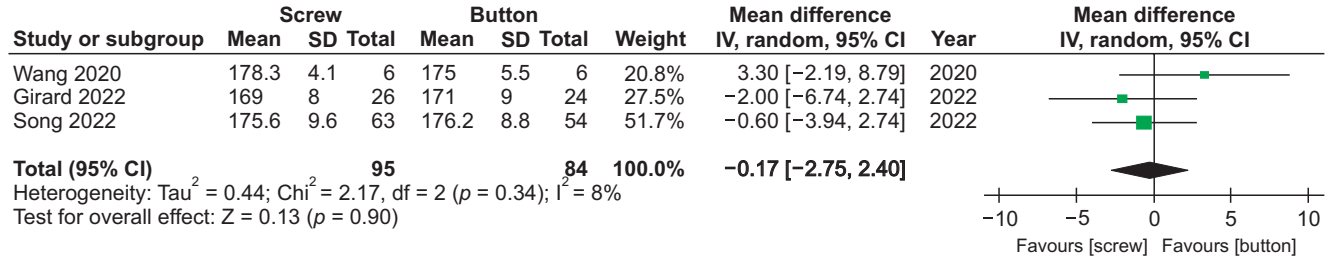 Screw Button Mean difference Mean difference
Study or subgroup Mean SD Total Mean SD Total Weight IV, random, 95% CI Year IV, random, 95% CI
Wang 2020 178.3 4.1 6 175 5.5 6 20.8% 3.30 [−2.19, 8.79] 2020
Girard 2022 169 8 26 171 9 24 27.5% −2.00 [−6.74, 2.74] 2022
Song 2022 175.6 9.6 63 176.2 8.8 54 51.7% −0.60 [−3.94, 2.74] 2022
Total (95% CI) 95 84 100.0% −0.17 [−2.75, 2.40]
Heterogeneity: Tau² = 0.44; Chi² = 2.17, df = 2 (p = 0.34); I² = 8%
Test for overall effect: Z = 0.13 (p = 0.90)
−10 −5 0 5 10
Favours [screw] Favours [button]